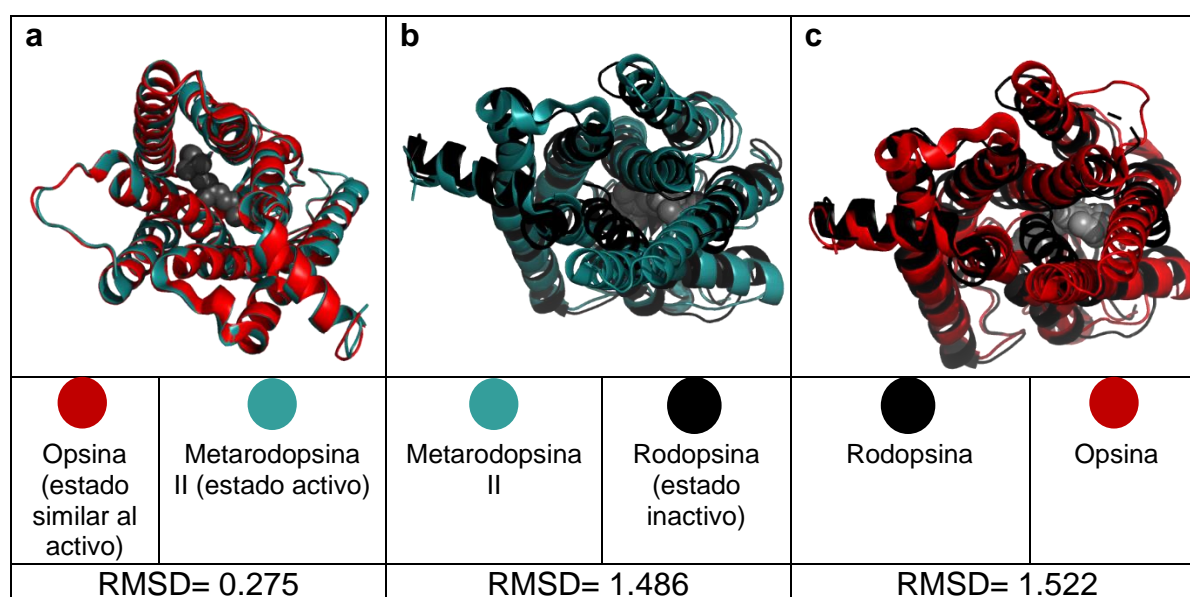 a
b
c
Opsina
(estado
similar al
activo)
Metarodopsina
II (estado activo)
Metarodopsina
II
Rodopsina
(estado
inactivo)
Rodopsina
Opsina
RMSD= 0.275
RMSD= 1.486
RMSD= 1.522